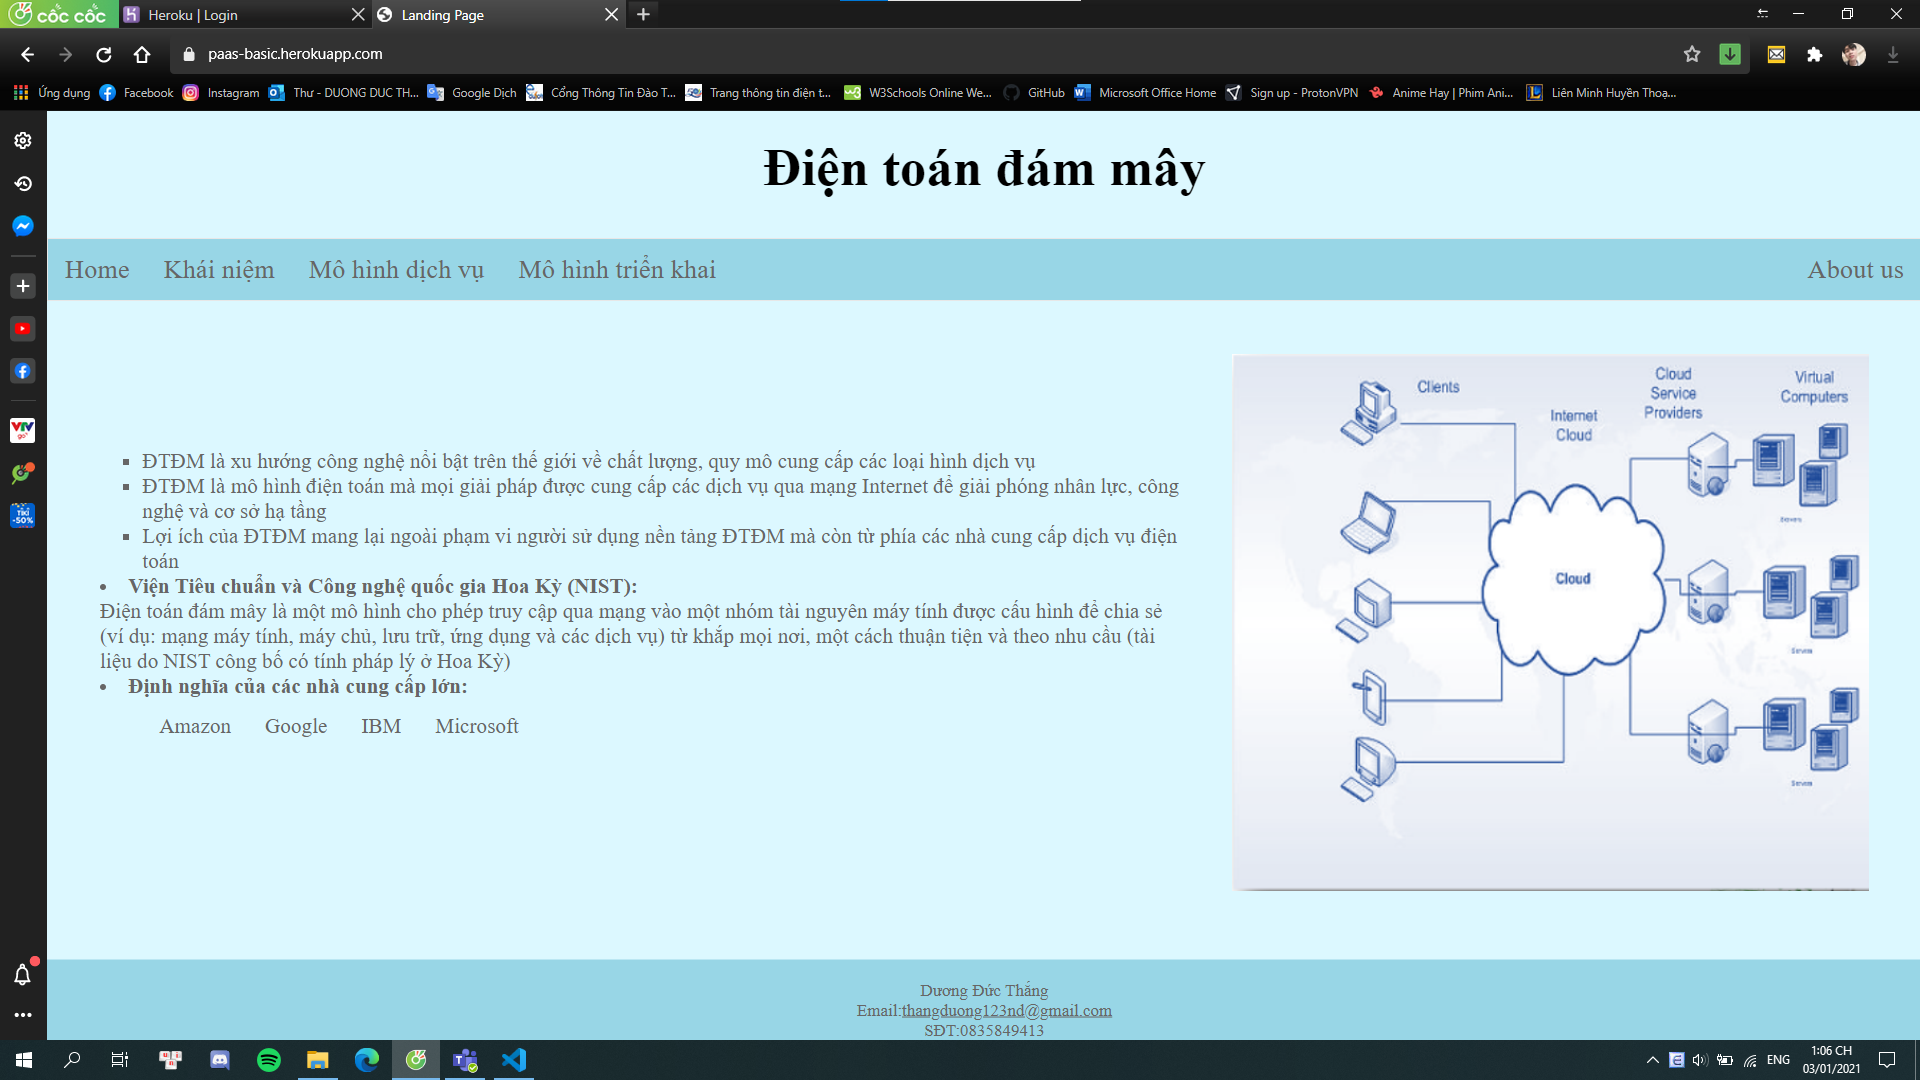 cốc cốc
Heroku | Login
Landing Page
paas-basic.herokuapp.com
Ứng dụng
Facebook
Instagram
Thư - DUONG DUC TH...
Google Dịch
Cổng Thông Tin Đào T...
Trang thông tin điện t...
W3Schools Online We...
GitHub
Microsoft Office Home
Sign up - ProtonVPN
Anime Hay | Phim Ani...
Liên Minh Huyền Thoạ...
Điện toán đám mây
Home
Khái niệm
Mô hình dịch vụ
Mô hình triển khai
About us
ĐTĐM là xu hướng công nghệ nổi bật trên thế giới về chất lượng, quy mô cung cấp các loại hình dịch vụ
ĐTĐM là mô hình điện toán mà mọi giải pháp được cung cấp các dịch vụ qua mạng Internet để giải phóng nhân lực, công
nghệ và cơ sở hạ tầng
Lợi ích của ĐTĐM mang lại ngoài phạm vi người sử dụng nền tảng ĐTĐM mà còn từ phía các nhà cung cấp dịch vụ điện
toán
Viện Tiêu chuẩn và Công nghệ quốc gia Hoa Kỳ (NIST):
Điện toán đám mây là một mô hình cho phép truy cập qua mạng vào một nhóm tài nguyên máy tính được cấu hình để chia sẻ
(ví dụ: mạng máy tính, máy chủ, lưu trữ, ứng dụng và các dịch vụ) từ khắp mọi nơi, một cách thuận tiện và theo nhu cầu (tài
liệu do NIST công bố có tính pháp lý ở Hoa Kỳ)
Định nghĩa của các nhà cung cấp lớn:
Amazon
Google
IBM
Microsoft
Clients
Internet
Cloud
Cloud
Service
Providers
Virtual
Computers
Cloud
Servers
Servers
Servers
VTV
go
TIKI
-50%
Dương Đức Thắng
Email:thangduong123nd@gmail.com
SĐT:0835849413
ENG
1:06 CH
03/01/2021